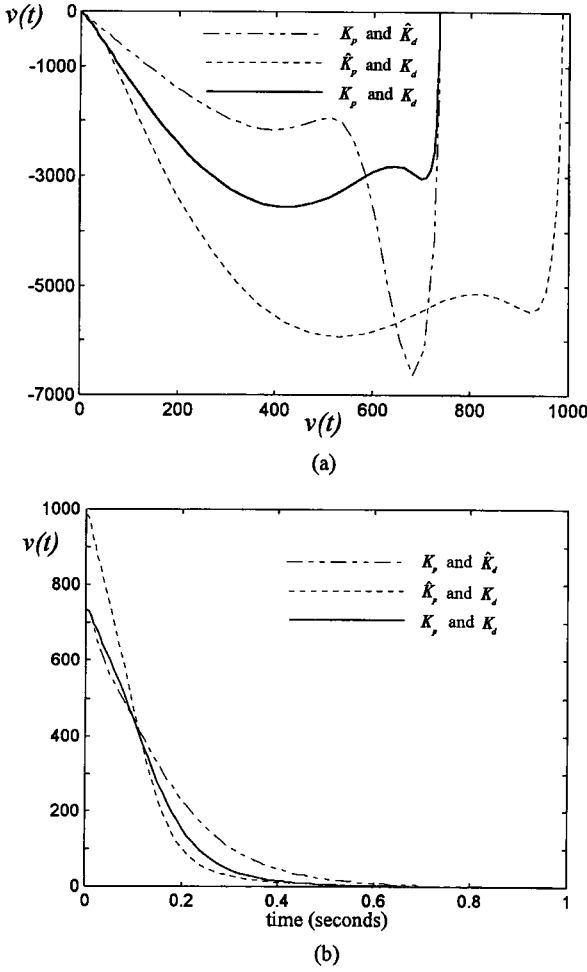 v(t)
0
-1000
-3000
-5000
-7000
K_p and K̂_d
K̂_p and K_d
K_p and K_d
0 200 400 600 800 1000
v(t)
(a)
v(t)
1000
800
600
400
200
0
K_p and K̂_d
K̂_p and K_d
K_p and K_d
0 0.2 0.4 0.6 0.8 1
time (seconds)
(b)